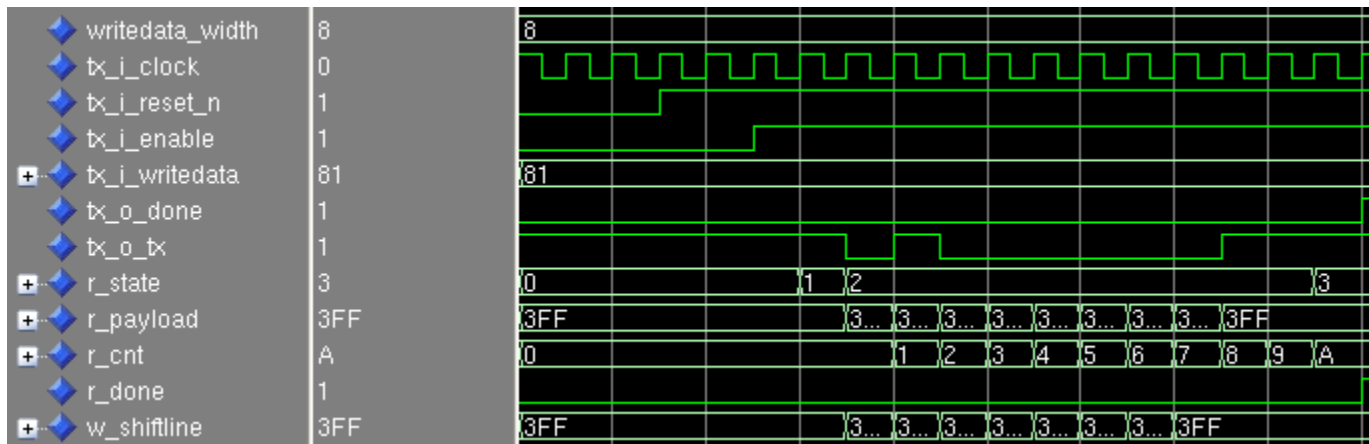 writedata_width 8 8
tx_i_clock 0
tx_i_reset_n 1
tx_i_enable 1
tx_i_writedata 81 81
tx_o_done 1
tx_o_tx 1
r_state 3 0 1 2 3
r_payload 3FF 3FF 3... 3... 3... 3... 3... 3... 3... 3... 3FF
r_cnt A 0 1 2 3 4 5 6 7 8 9 A
r_done 1
w_shiftline 3FF 3FF 3... 3... 3... 3... 3... 3... 3... 3FF